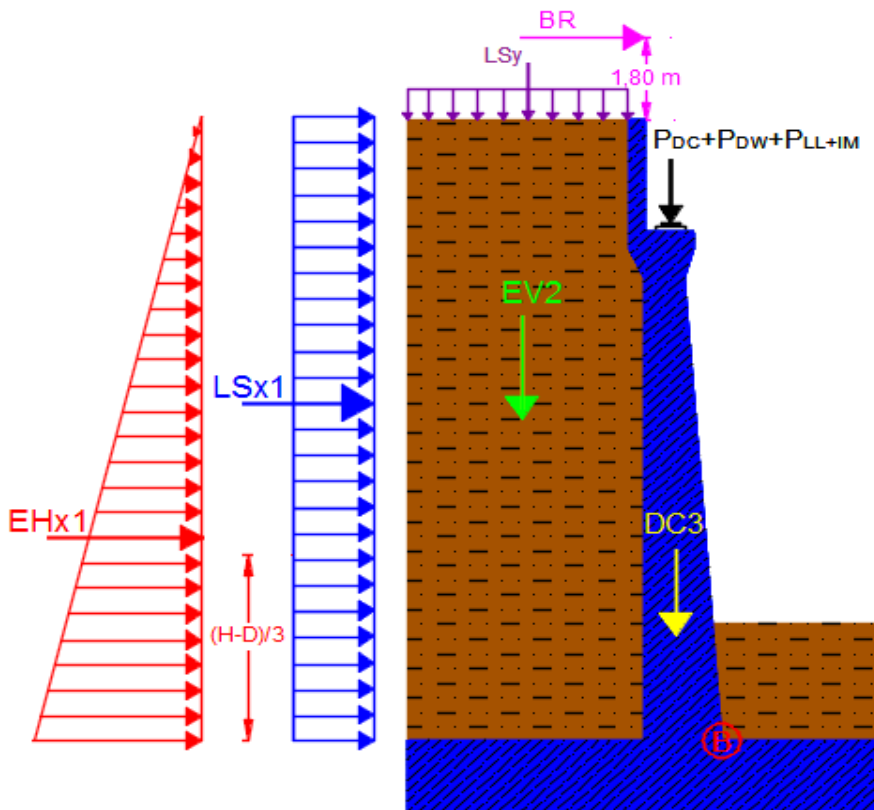 BR
LSy
1,80 m
PDC+PDW+PLL+IM
EV2
LSx1
DC3
EHx1
(H-D)/3
B